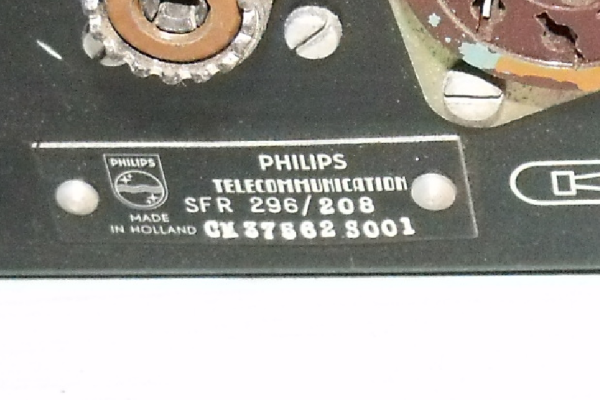 PHILIPS
PHILIPS
TELECOMMUNICATION
SFR 296/208
MADE
IN HOLLAND
CK 37862 S001